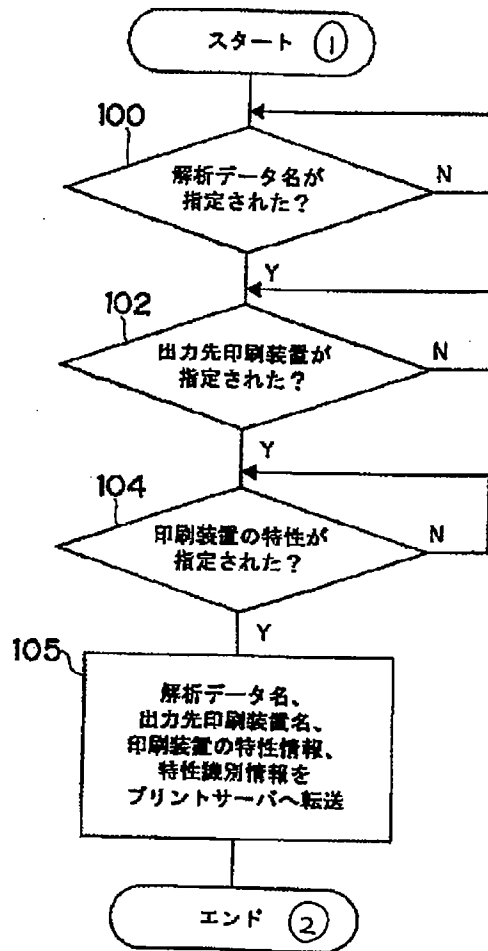 スタート ①
100
解析データ名が
指定された?
N
Y
102
出力先印刷装置が
指定された?
N
Y
104
印刷装置の特性が
指定された?
N
Y
105
解析データ名、
出力先印刷装置名、
印刷装置の特性情報、
特性識別情報を
プリントサーバへ転送
エンド ②